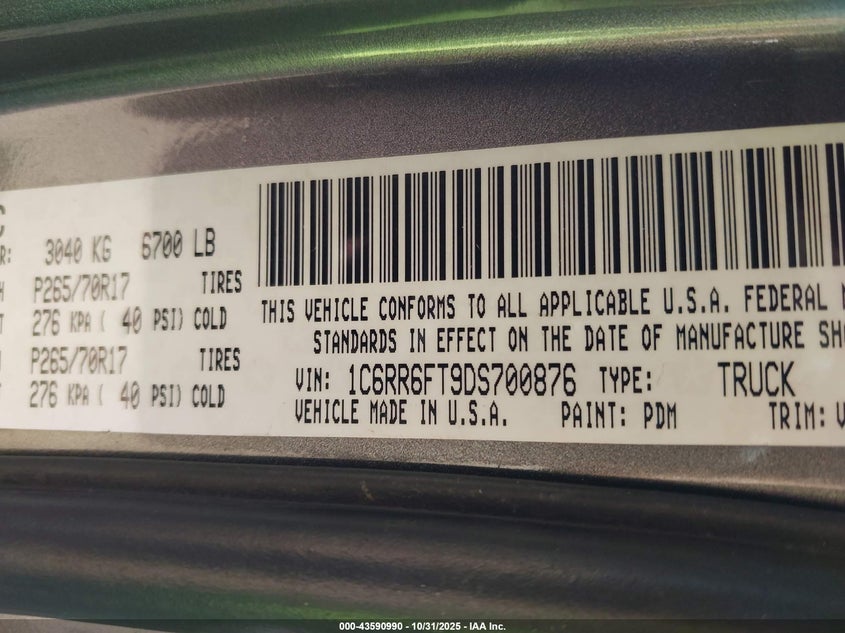 C
R: 3040 KG 6700 LB
H P265/70R17 TIRES
T 276 KPA ( 40 PSI) COLD
P265/70R17 TIRES
T 276 KPA ( 40 PSI) COLD
THIS VEHICLE CONFORMS TO ALL APPLICABLE U.S.A. FEDERAL
STANDARDS IN EFFECT ON THE DATE OF MANUFACTURE SH
VIN: 1C6RR6FT9DS700876 TYPE: TRUCK
VEHICLE MADE IN U.S.A. PAINT: PDM TRIM: V
000-43590990 - 10/31/2025 - IAA Inc.